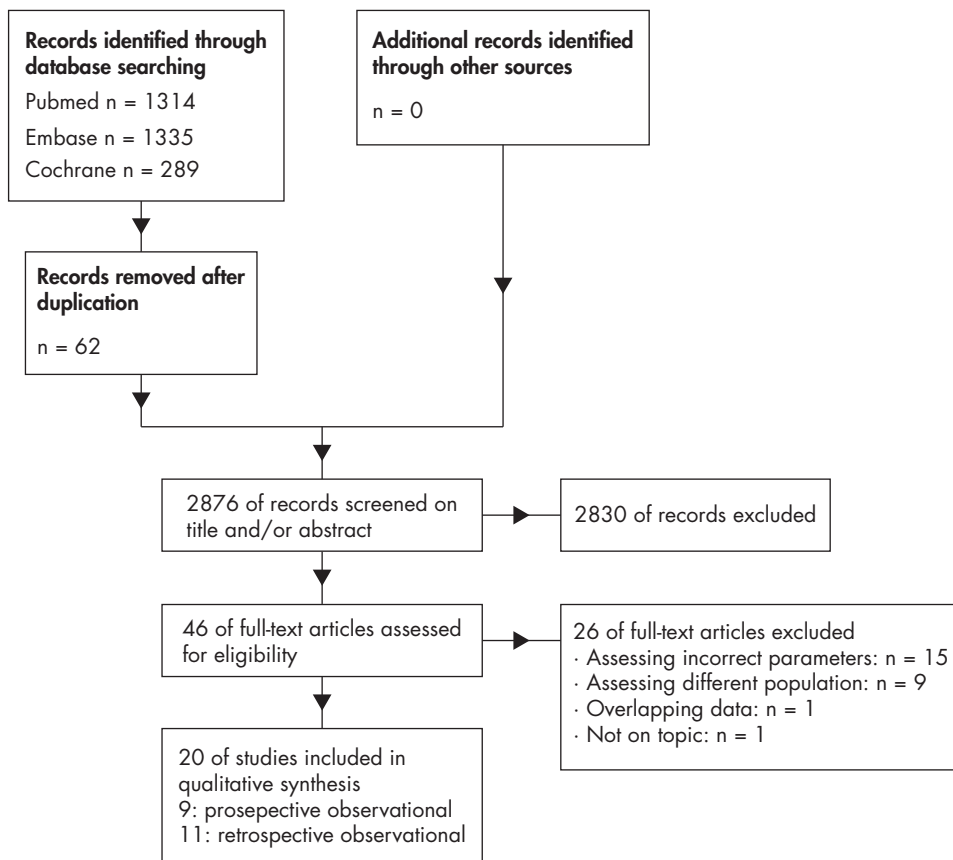 Records identified through
database searching
Pubmed n = 1314
Embase n = 1335
Cochrane n = 289
Additional records identified
through other sources
n = 0
Records removed after
duplication
n = 62
2876 of records screened on
title and/or abstract
2830 of records excluded
46 of full-text articles assessed
for eligibility
26 of full-text articles excluded
· Assessing incorrect parameters: n = 15
· Assessing different population: n = 9
· Overlapping data: n = 1
· Not on topic: n = 1
20 of studies included in
qualitative synthesis
9: prosepective observational
11: retrospective observational